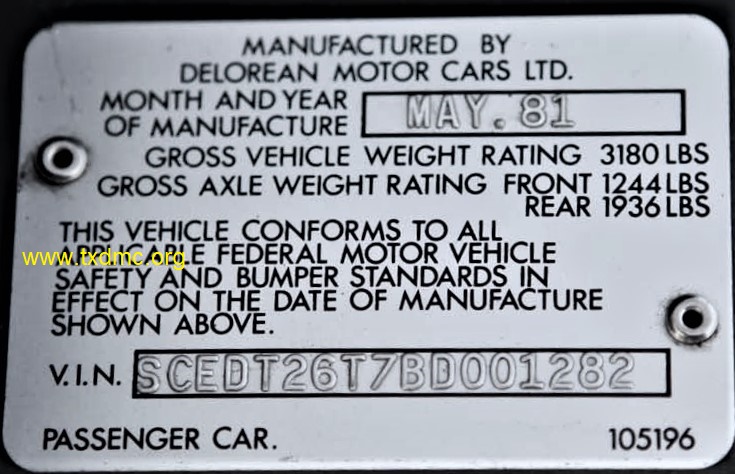 MANUFACTURED BY
DELOREAN MOTOR CARS LTD.
MONTH AND YEAR
OF MANUFACTURE MAY. 81
GROSS VEHICLE WEIGHT RATING 3180 LBS
GROSS AXLE WEIGHT RATING FRONT 1244 LBS
REAR 1936 LBS
THIS VEHICLE CONFORMS TO ALL
APPLICABLE FEDERAL MOTOR VEHICLE
www.txdmc.org
SAFETY AND BUMPER STANDARDS IN
EFFECT ON THE DATE OF MANUFACTURE
SHOWN ABOVE.
V.I.N. SCEDT26T7BD001282
PASSENGER CAR. 105196